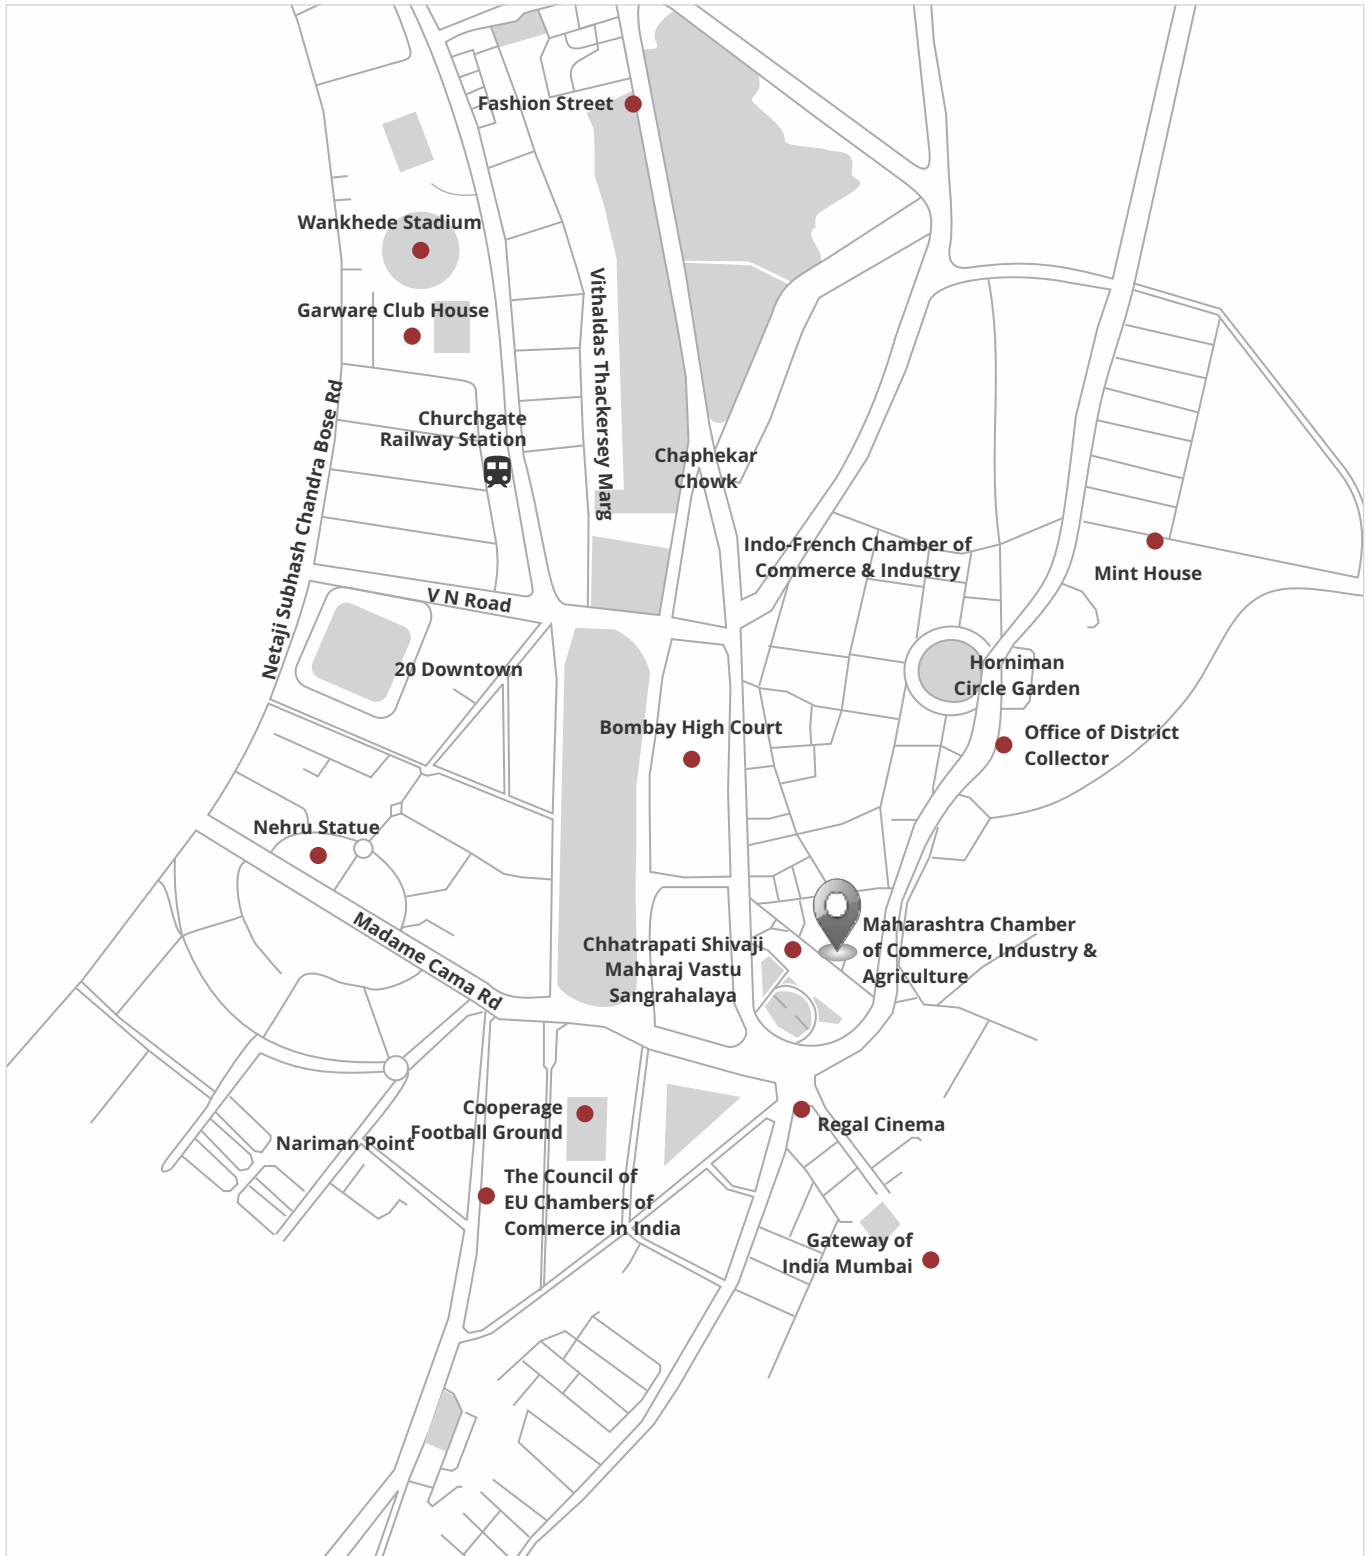 Fashion Street
Wankhede Stadium
Garware Club House
Vithaldas Thackersey Marg
Netaji Subhash Chandra Bose Rd
Churchgate
Railway Station
Chaphekar
Chowk
Indo-French Chamber of
Commerce & Industry
Mint House
V N Road
20 Downtown
Horniman
Circle Garden
Bombay High Court
Office of District
Collector
Nehru Statue
Madame Cama Rd
Chhatrapati Shivaji
Maharaj Vastu
Sangrahalaya
Maharashtra Chamber
of Commerce, Industry &
Agriculture
Cooperage
Football Ground
Regal Cinema
Nariman Point
The Council of
EU Chambers of
Commerce in India
Gateway of
India Mumbai